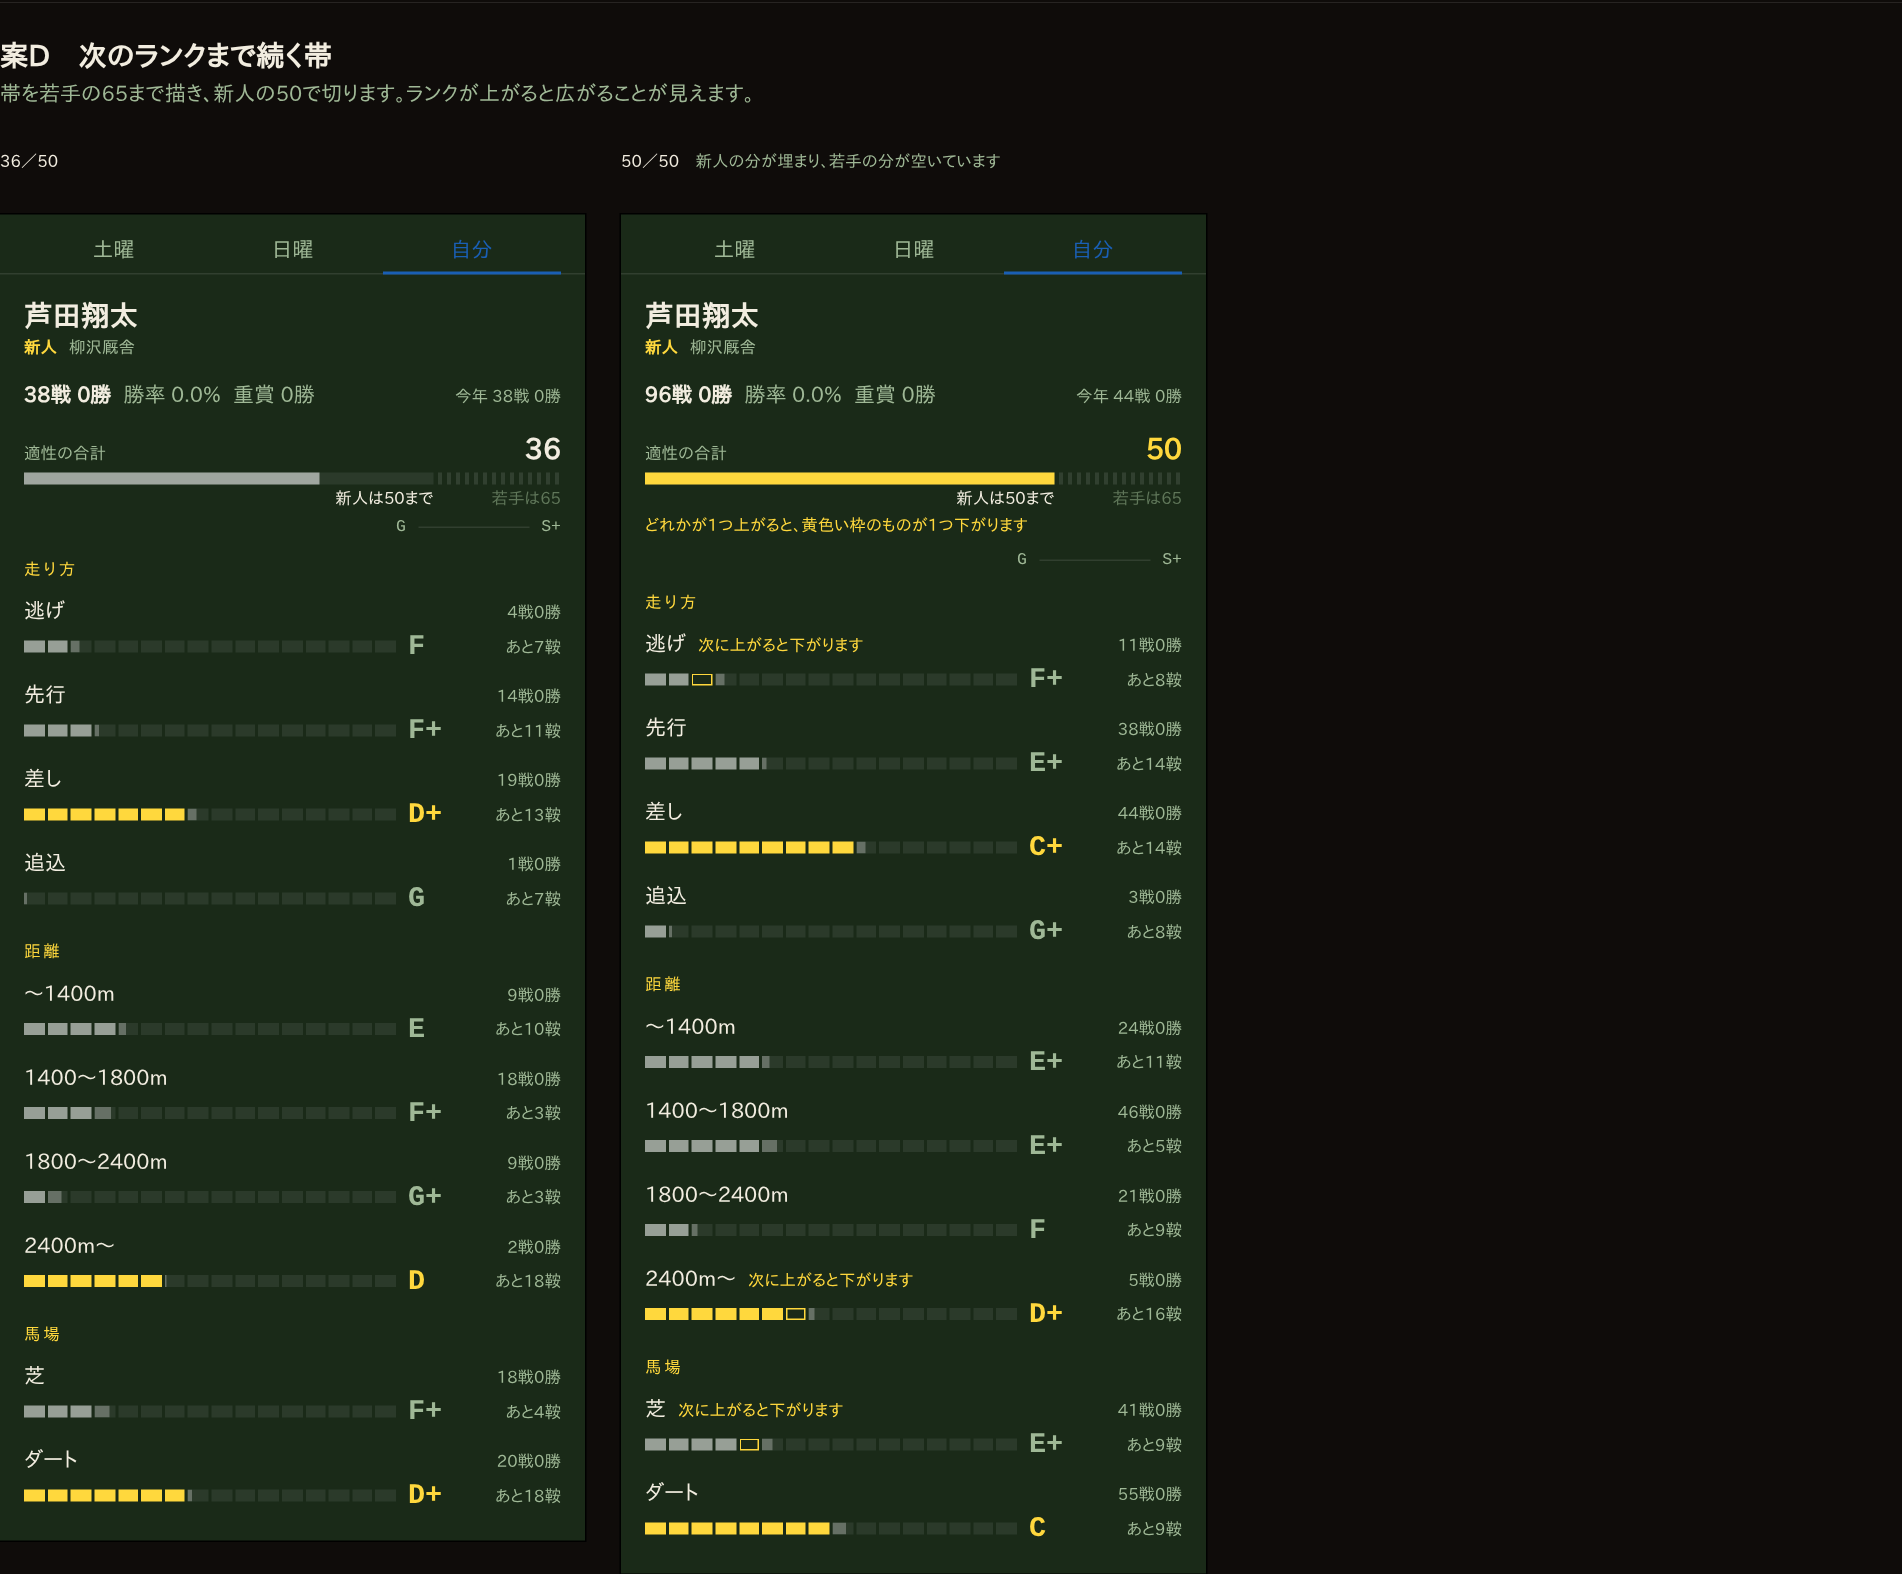 案D　次のランクまで続く帯
帯を若手の65まで描き、新人の50で切ります。ランクが上がると広がることが見えます。
36／50
土曜 日曜 自分
芦田翔太
新人 柳沢厩舎
38戦 0勝 勝率 0.0% 重賞 0勝 今年 38戦 0勝
適性の合計 36
新人は50まで 若手は65
G S+
走り方
逃げ 4戦0勝
F あと7鞍
先行 14戦0勝
F+ あと11鞍
差し 19戦0勝
D+ あと13鞍
追込 1戦0勝
G あと7鞍
距離
〜1400m 9戦0勝
E あと10鞍
1400〜1800m 18戦0勝
F+ あと3鞍
1800〜2400m 9戦0勝
G+ あと3鞍
2400m〜 2戦0勝
D あと18鞍
馬場
芝 18戦0勝
F+ あと4鞍
ダート 20戦0勝
D+ あと18鞍
50／50 新人の分が埋まり、若手の分が空いています
土曜 日曜 自分
芦田翔太
新人 柳沢厩舎
96戦 0勝 勝率 0.0% 重賞 0勝 今年 44戦 0勝
適性の合計 50
新人は50まで 若手は65
どれかが1つ上がると、黄色い枠のものが1つ下がります
G S+
走り方
逃げ 次に上がると下がります 11戦0勝
F+ あと8鞍
先行 38戦0勝
E+ あと14鞍
差し 44戦0勝
C+ あと14鞍
追込 3戦0勝
G+ あと8鞍
距離
〜1400m 24戦0勝
E+ あと11鞍
1400〜1800m 46戦0勝
E+ あと5鞍
1800〜2400m 21戦0勝
F あと9鞍
2400m〜 次に上がると下がります 5戦0勝
D+ あと16鞍
馬場
芝 次に上がると下がります 41戦0勝
E+ あと9鞍
ダート 55戦0勝
C あと9鞍